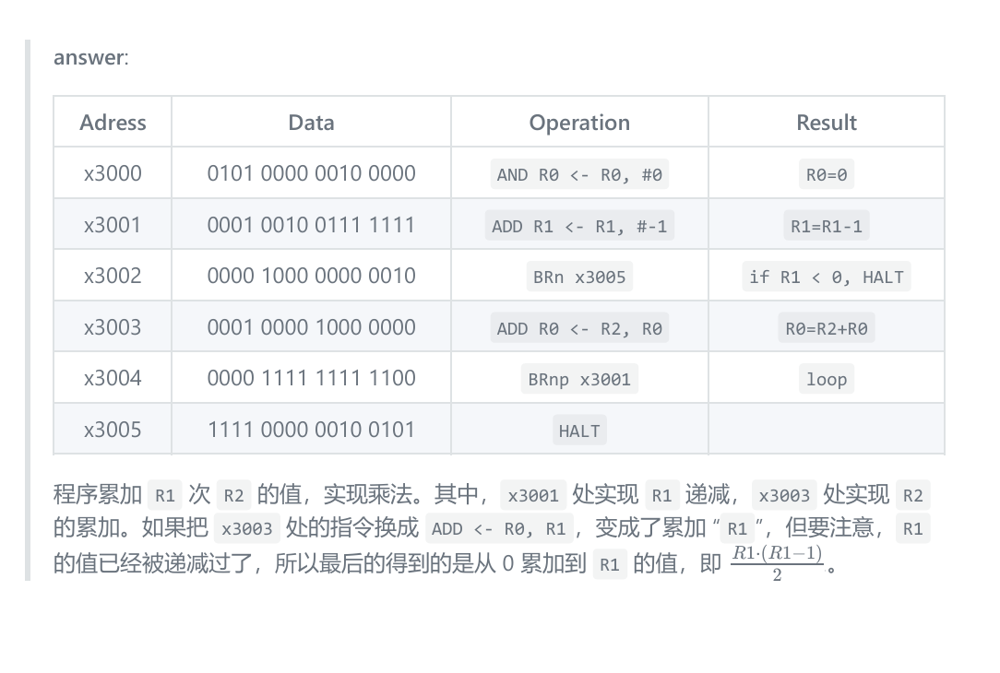 answer:
Adress Data Operation Result
x3000 0101 0000 0010 0000 AND R0 <- R0, #0 R0=0
x3001 0001 0010 0111 1111 ADD R1 <- R1, #-1 R1=R1-1
x3002 0000 1000 0000 0010 BRn x3005 if R1 < 0, HALT
x3003 0001 0000 1000 0000 ADD R0 <- R2, R0 R0=R2+R0
x3004 0000 1111 1111 1100 BRnp x3001 loop
x3005 1111 0000 0010 0101 HALT
程序累加 R1 次 R2 的值，实现乘法。其中， x3001 处实现 R1 递减， x3003 处实现 R2
的累加。如果把 x3003 处的指令换成 ADD <- R0, R1 ，变成了累加 “ R1 ”，但要注意， R1
的值已经被递减过了，所以最后的得到的是从 0 累加到 R1 的值，即 \frac{R1·(R1−1)}{2} 。